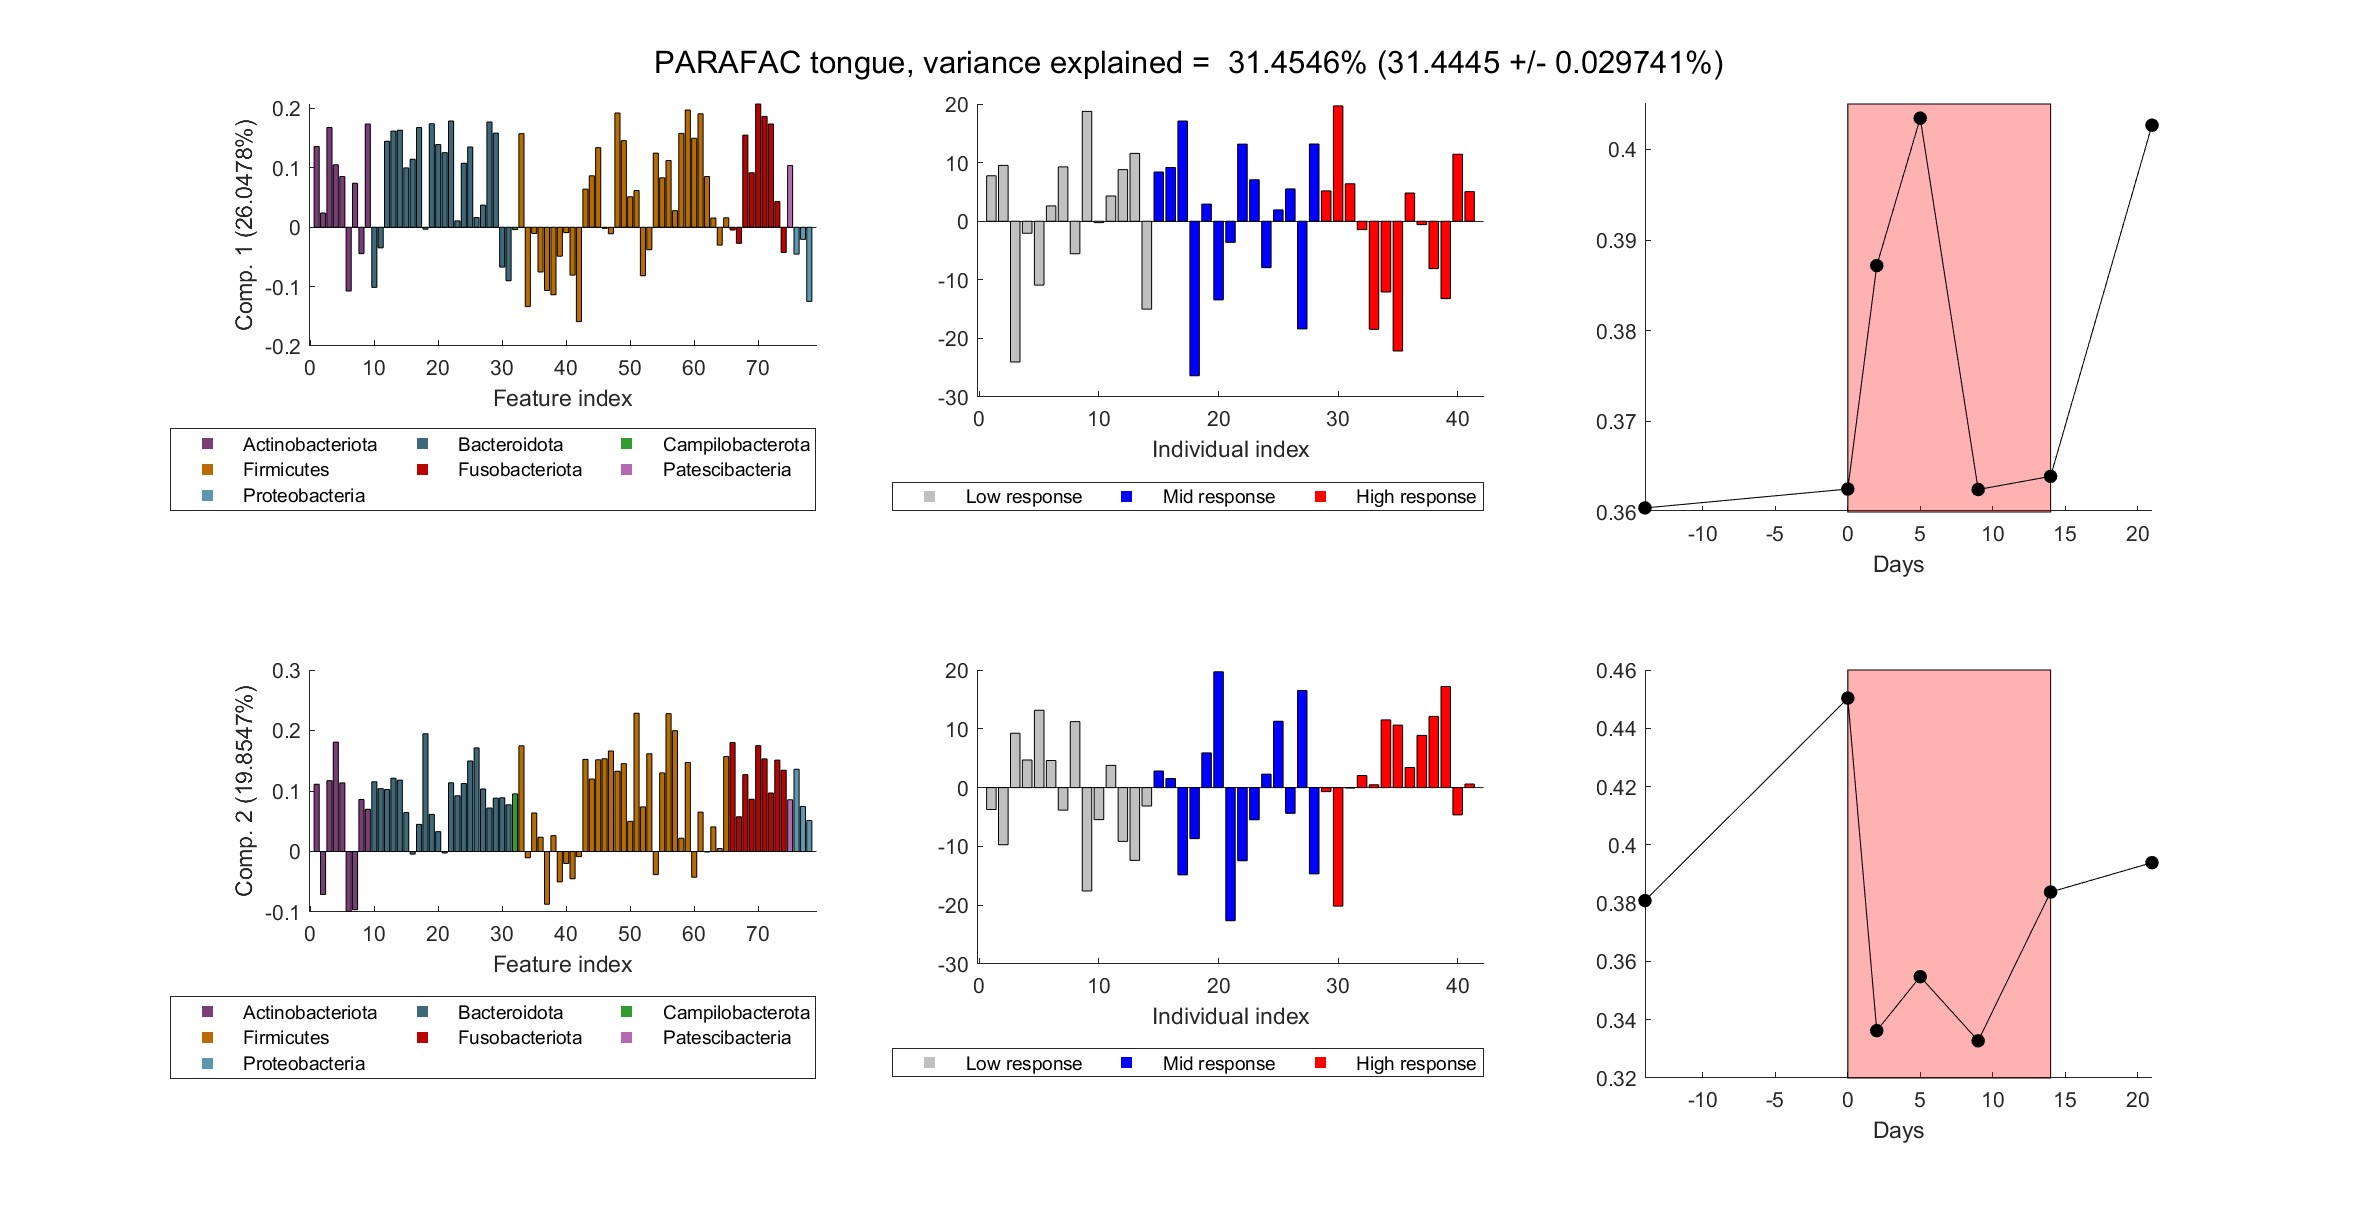 PARAFAC tongue, variance explained =  31.4546% (31.4445 +/- 0.029741%)
Comp. 1 (26.0478%)
0.2
0.1
0
-0.1
-0.2
0 10 20 30 40 50 60 70
Feature index
Actinobacteriota Bacteroidota Campilobacterota
Firmicutes Fusobacteriota Patescibacteria
Proteobacteria
20
10
0
-10
-20
-30
0 10 20 30 40
Individual index
Low response Mid response High response
0.4
0.39
0.38
0.37
0.36
-10 -5 0 5 10 15 20
Days
Comp. 2 (19.8547%)
0.3
0.2
0.1
0
-0.1
0 10 20 30 40 50 60 70
Feature index
Actinobacteriota Bacteroidota Campilobacterota
Firmicutes Fusobacteriota Patescibacteria
Proteobacteria
20
10
0
-10
-20
-30
0 10 20 30 40
Individual index
Low response Mid response High response
0.46
0.44
0.42
0.4
0.38
0.36
0.34
0.32
-10 -5 0 5 10 15 20
Days